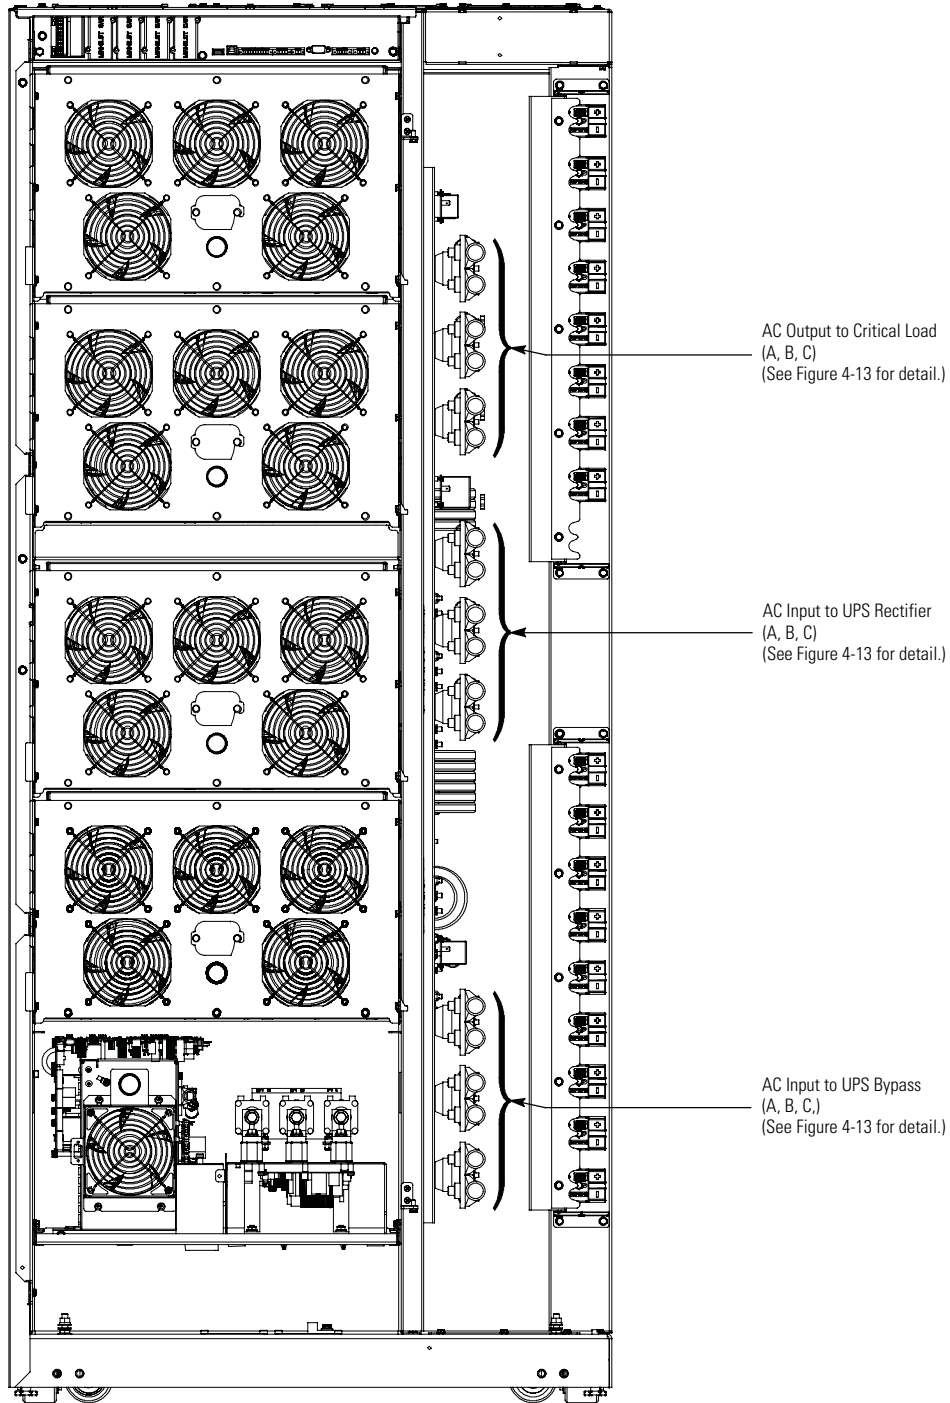 AC Output to Critical Load
(A, B, C)
(See Figure 4-13 for detail.)
AC Input to UPS Rectifier
(A, B, C)
(See Figure 4-13 for detail.)
AC Input to UPS Bypass
(A, B, C,)
(See Figure 4-13 for detail.)